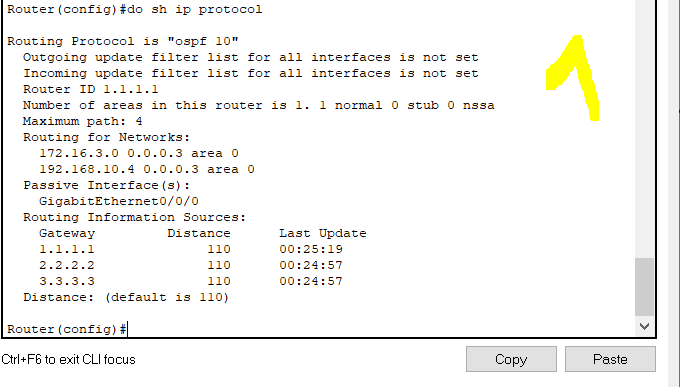 Router(config)#do sh ip protocol
Routing Protocol is "ospf 10"
Outgoing update filter list for all interfaces is not set
Incoming update filter list for all interfaces is not set
Router ID 1.1.1.1
Number of areas in this router is 1. 1 normal 0 stub 0 nssa
Maximum path: 4
Routing for Networks:
172.16.3.0 0.0.0.3 area 0
192.168.10.4 0.0.0.3 area 0
Passive Interface(s):
GigabitEthernet0/0/0
Routing Information Sources:
Gateway Distance Last Update
1.1.1.1 110 00:25:19
2.2.2.2 110 00:24:57
3.3.3.3 110 00:24:57
Distance: (default is 110)
Router(config)#
Ctrl+F6 to exit CLI focus
Copy Paste
1